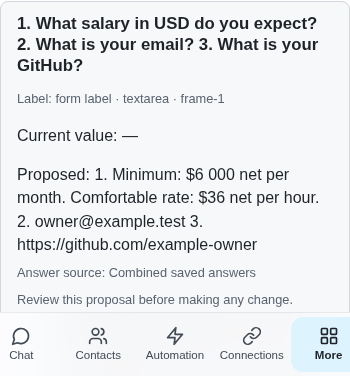 1. What salary in USD do you expect?
2. What is your email? 3. What is your
GitHub?
Label: form label · textarea · frame-1
Current value: —
Proposed: 1. Minimum: $6 000 net per
month. Comfortable rate: $36 net per hour.
2. owner@example.test 3.
https://github.com/example-owner
Answer source: Combined saved answers
Review this proposal before making any change.
Chat Contacts Automation Connections More